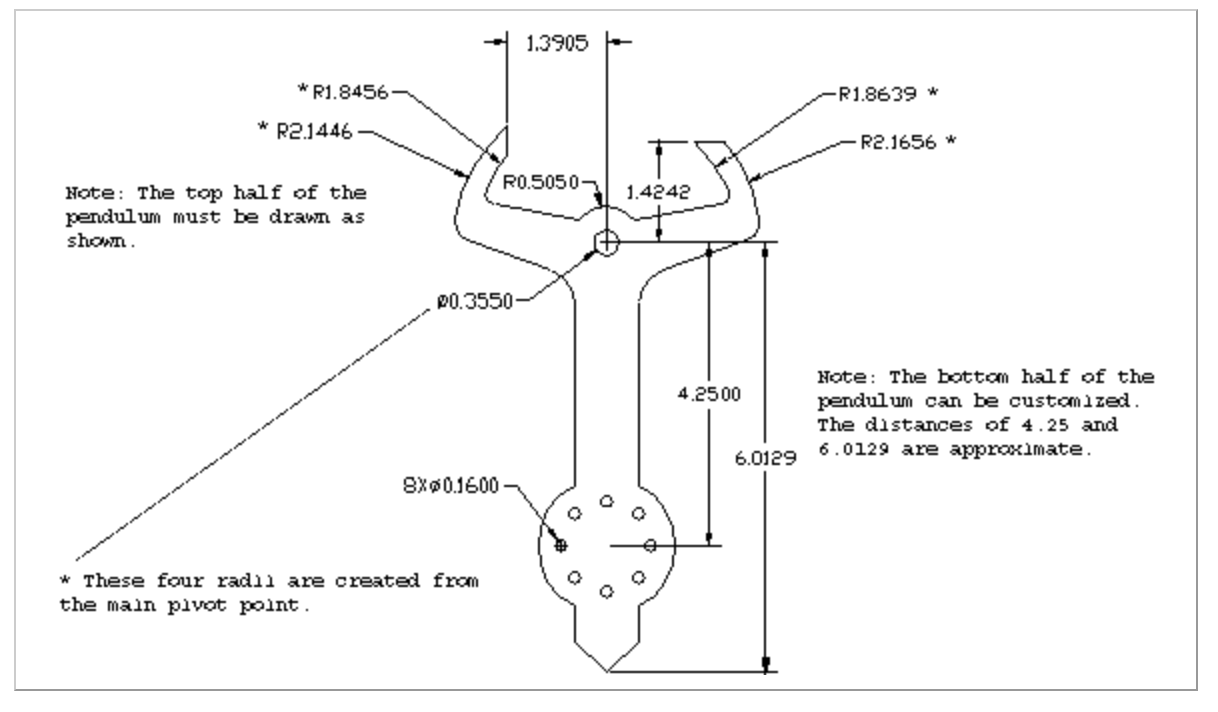 1.3905
* R1.8456
R1.8639 *
* R2.1446
R2.1656 *
R0.5050
1.4242
Note: The top half of the
pendulum must be drawn as
shown.
ø0.3550
4.2500
Note: The bottom half of the
pendulum can be customized.
The distances of 4.25 and
6.0129 are approximate.
6.0129
8Xø0.1600
* These four radii are created from
the main pivot point.